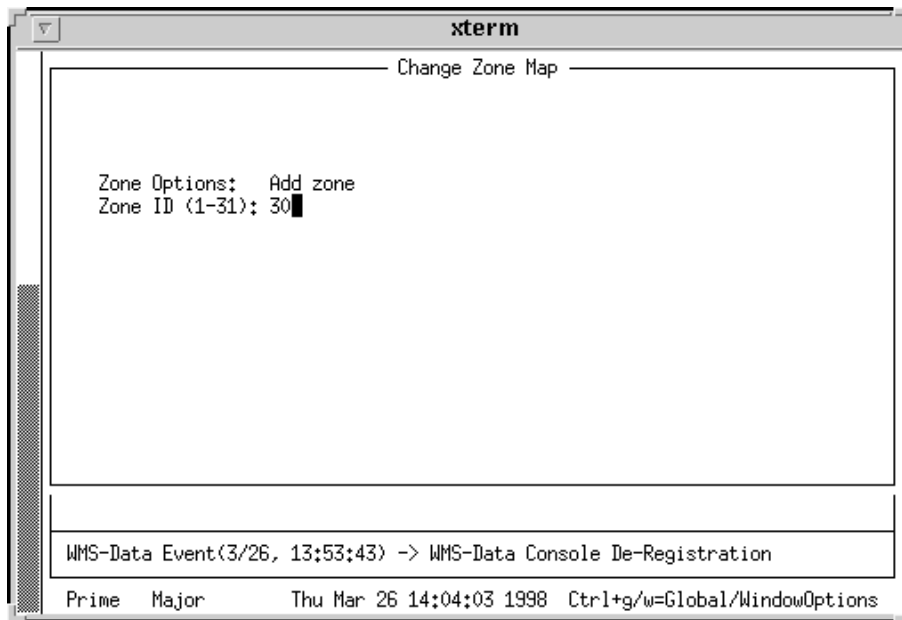 xterm
Change Zone Map
Zone Options: Add zone
Zone ID (1-31): 30
WMS-Data Event(3/26, 13:53:43) -> WMS-Data Console De-Registration
Prime Major Thu Mar 26 14:04:03 1998 Ctrl+g/w=Global/WindowOptions